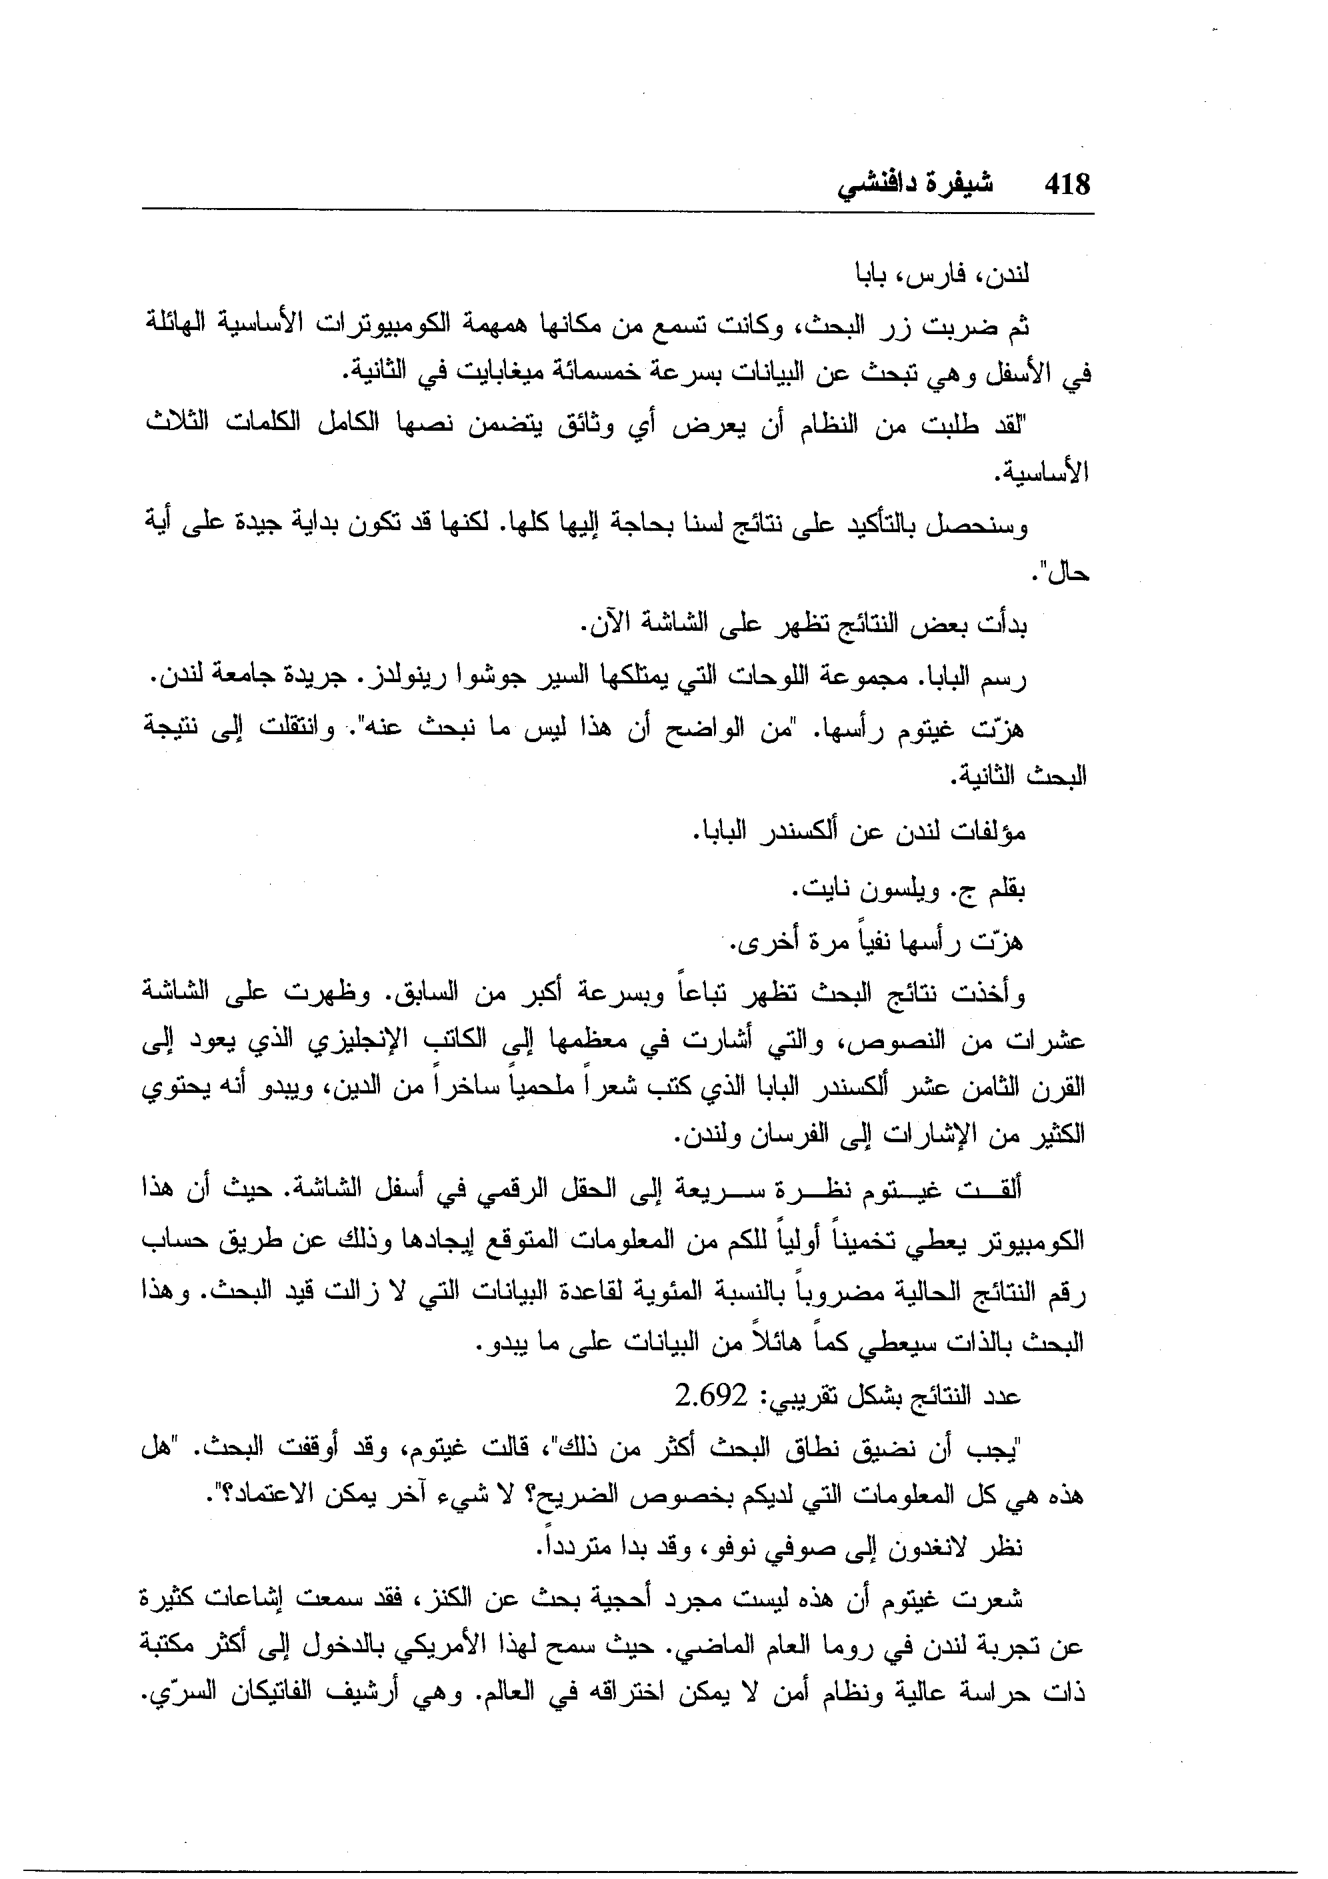 418 شيفرة دافنشي
لندن، فارس، بابا
ثم ضربت زر البحث، وكانت تسمع من مكانها همهمة الكومبيوترات الأساسية الهائلة
في الأسفل وهي تبحث عن البيانات بسرعة خمسمائة ميغابايت في الثانية.
"لقد طلبت من النظام أن يعرض أي وثائق يتضمن نصها الكامل الكلمات الثلاث
الأساسية.
وسنحصل بالتأكيد على نتائج لسنا بحاجة إليها كلها. لكنها قد تكون بداية جيدة على أية
حال".
بدأت بعض النتائج تظهر على الشاشة الآن.
رسم البابا. مجموعة اللوحات التي يمتلكها السير جوشوا رينولدز. جريدة جامعة لندن.
هزّت غيتوم رأسها. "من الواضح أن هذا ليس ما نبحث عنه". وانتقلت إلى نتيجة
البحث الثانية.
مؤلفات لندن عن ألكسندر البابا.
بقلم ج. ويلسون نايت.
هزّت رأسها نفياً مرة أخرى.
وأخذت نتائج البحث تظهر تباعاً وبسرعة أكبر من السابق. وظهرت على الشاشة
عشرات من النصوص، والتي أشارت في معظمها إلى الكاتب الإنجليزي الذي يعود إلى
القرن الثامن عشر ألكسندر البابا الذي كتب شعراً ملحمياً ساخراً من الدين، ويبدو أنه يحتوي
الكثير من الإشارات إلى الفرسان ولندن.
ألقت غيتوم نظرة سريعة إلى الحقل الرقمي في أسفل الشاشة. حيث أن هذا
الكومبيوتر يعطي تخميناً أولياً للكم من المعلومات المتوقع إيجادها وذلك عن طريق حساب
رقم النتائج الحالية مضروباً بالنسبة المئوية لقاعدة البيانات التي لا زالت قيد البحث. وهذا
البحث بالذات سيعطي كماً هائلاً من البيانات على ما يبدو.
عدد النتائج بشكل تقريبي: 2.692
"يجب أن نضيق نطاق البحث أكثر من ذلك"، قالت غيتوم، وقد أوقفت البحث. "هل
هذه هي كل المعلومات التي لديكم بخصوص الضريح؟ لا شيء آخر يمكن الاعتماد؟".
نظر لانغدون إلى صوفي نوفو، وقد بدا متردداً.
شعرت غيتوم أن هذه ليست مجرد أحجية بحث عن الكنز، فقد سمعت إشاعات كثيرة
عن تجربة لندن في روما العام الماضي. حيث سمح لهذا الأمريكي بالدخول إلى أكثر مكتبة
ذات حراسة عالية ونظام أمن لا يمكن اختراقه في العالم. وهي أرشيف الفاتيكان السرّي.